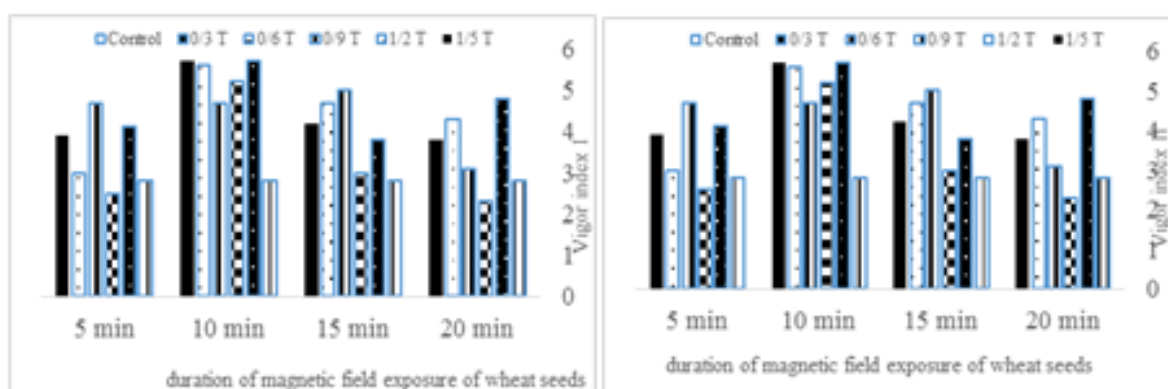 Control 0/3 T 0/6 T 0/9 T 1/2 T 1/5 T
6
5
4
3
2
1
0
Vigor index I
5 min 10 min 15 min 20 min
duration of magnetic field exposure of wheat seeds
Control 0/3 T 0/6 T 0/9 T 1/2 T 1/5 T
6
5
4
3
2
1
0
Vigor index II
5 min 10 min 15 min 20 min
duration of magnetic field exposure of wheat seeds